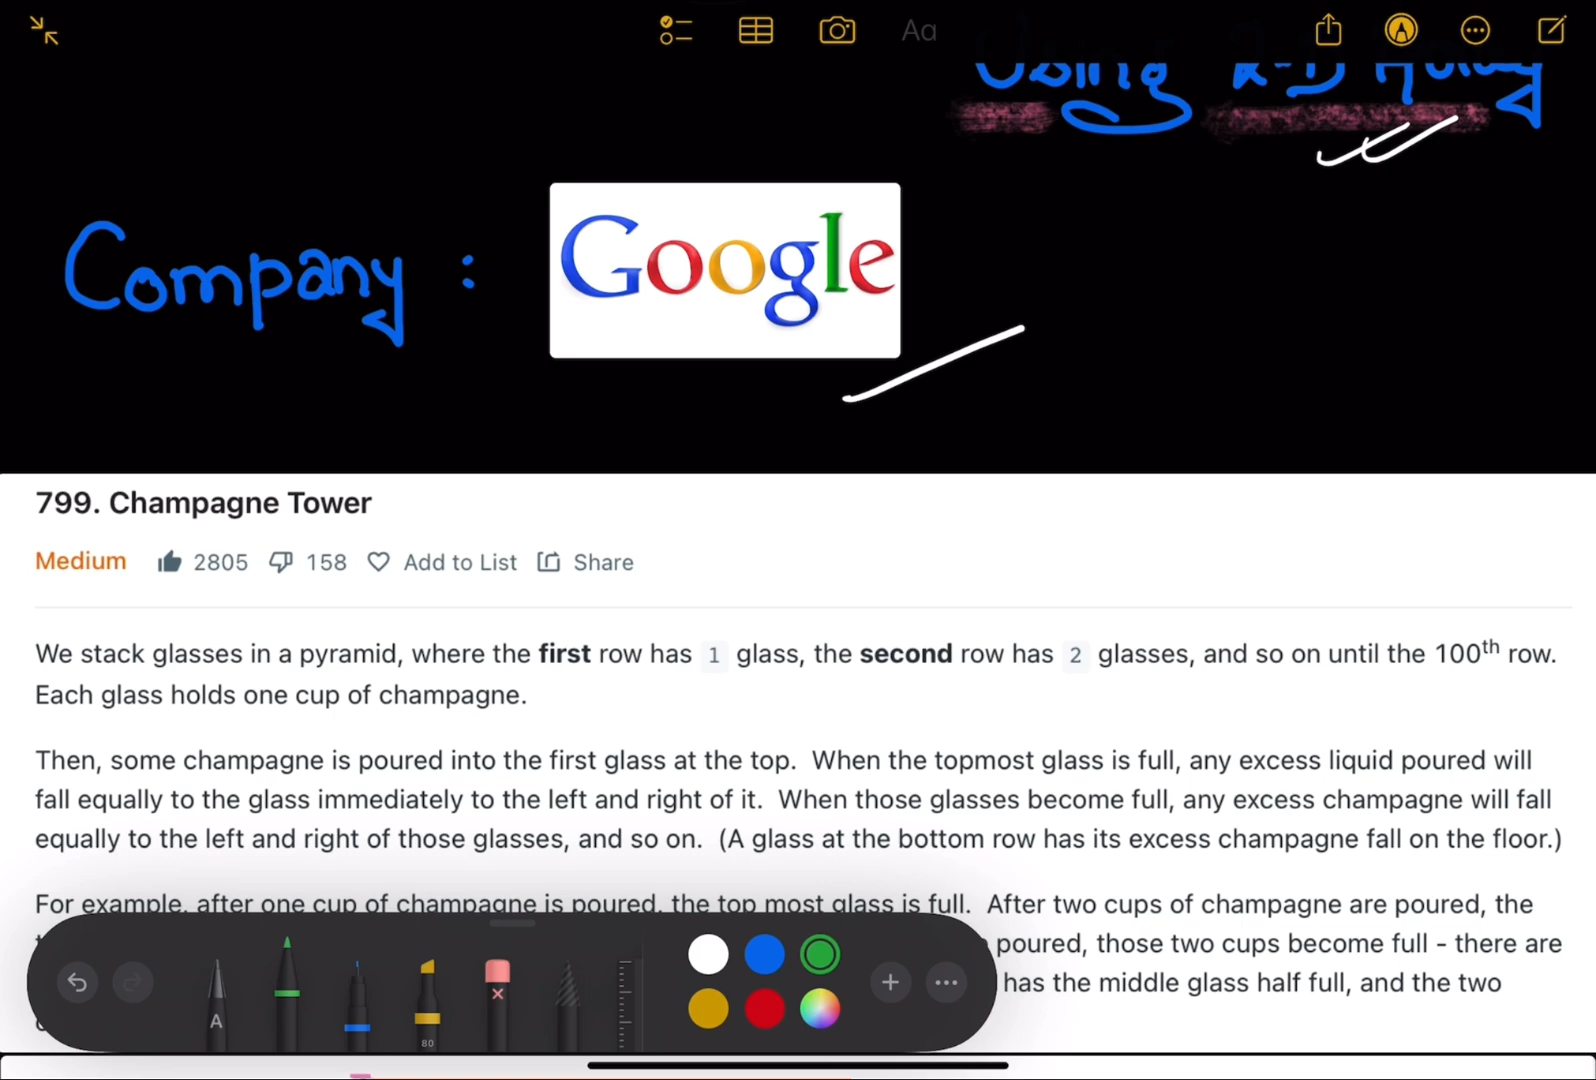 Aa
Using 2-D Array
Company :
Google
799. Champagne Tower
Medium 2805 158 Add to List Share
We stack glasses in a pyramid, where the first row has 1 glass, the second row has 2 glasses, and so on until the 100th row.
Each glass holds one cup of champagne.
Then, some champagne is poured into the first glass at the top. When the topmost glass is full, any excess liquid poured will
fall equally to the glass immediately to the left and right of it. When those glasses become full, any excess champagne will fall
equally to the left and right of those glasses, and so on. (A glass at the bottom row has its excess champagne fall on the floor.)
For example, after one cup of champagne is poured, the top most glass is full. After two cups of champagne are poured, the
poured, those two cups become full - there are
has the middle glass half full, and the two
A
80